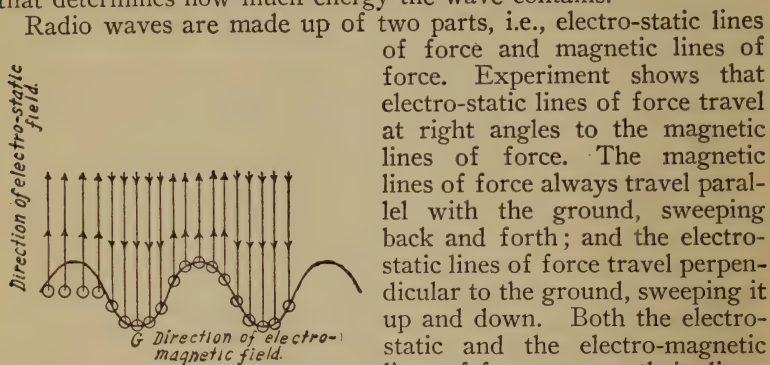 that determines how much energy the wave contains.
Radio waves are made up of two parts, i.e., electro-static lines
of force and magnetic lines of
force. Experiment shows that
electro-static lines of force travel
at right angles to the magnetic
lines of force. The magnetic
lines of force always travel paral-
lel with the ground, sweeping
back and forth; and the electro-
static lines of force travel perpen-
dicular to the ground, sweeping it
up and down. Both the electro-
static and the electro-magnetic
Direction of electro-static
field.
G Direction of electro-
magnetic field.